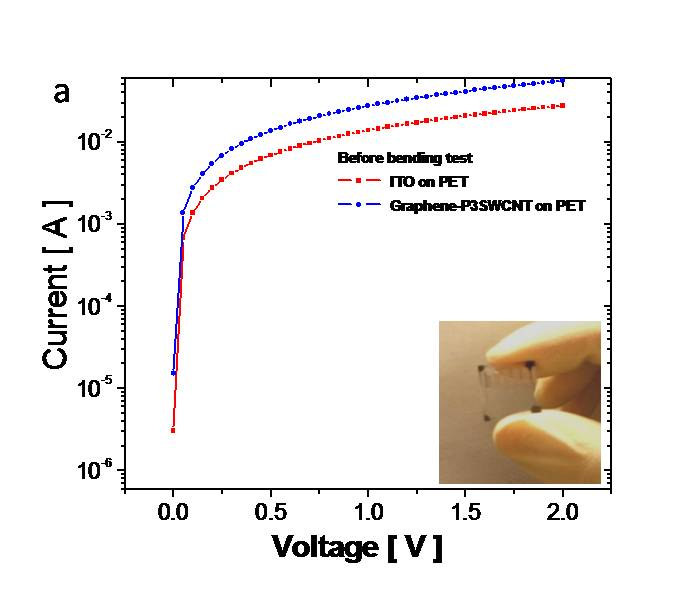 a
Current [ A ]
10-2
10-3
10-4
10-5
10-6
Before bending test
ITO on PET
Graphene-P3SWCNT on PET
0.0 0.5 1.0 1.5 2.0
Voltage [ V ]